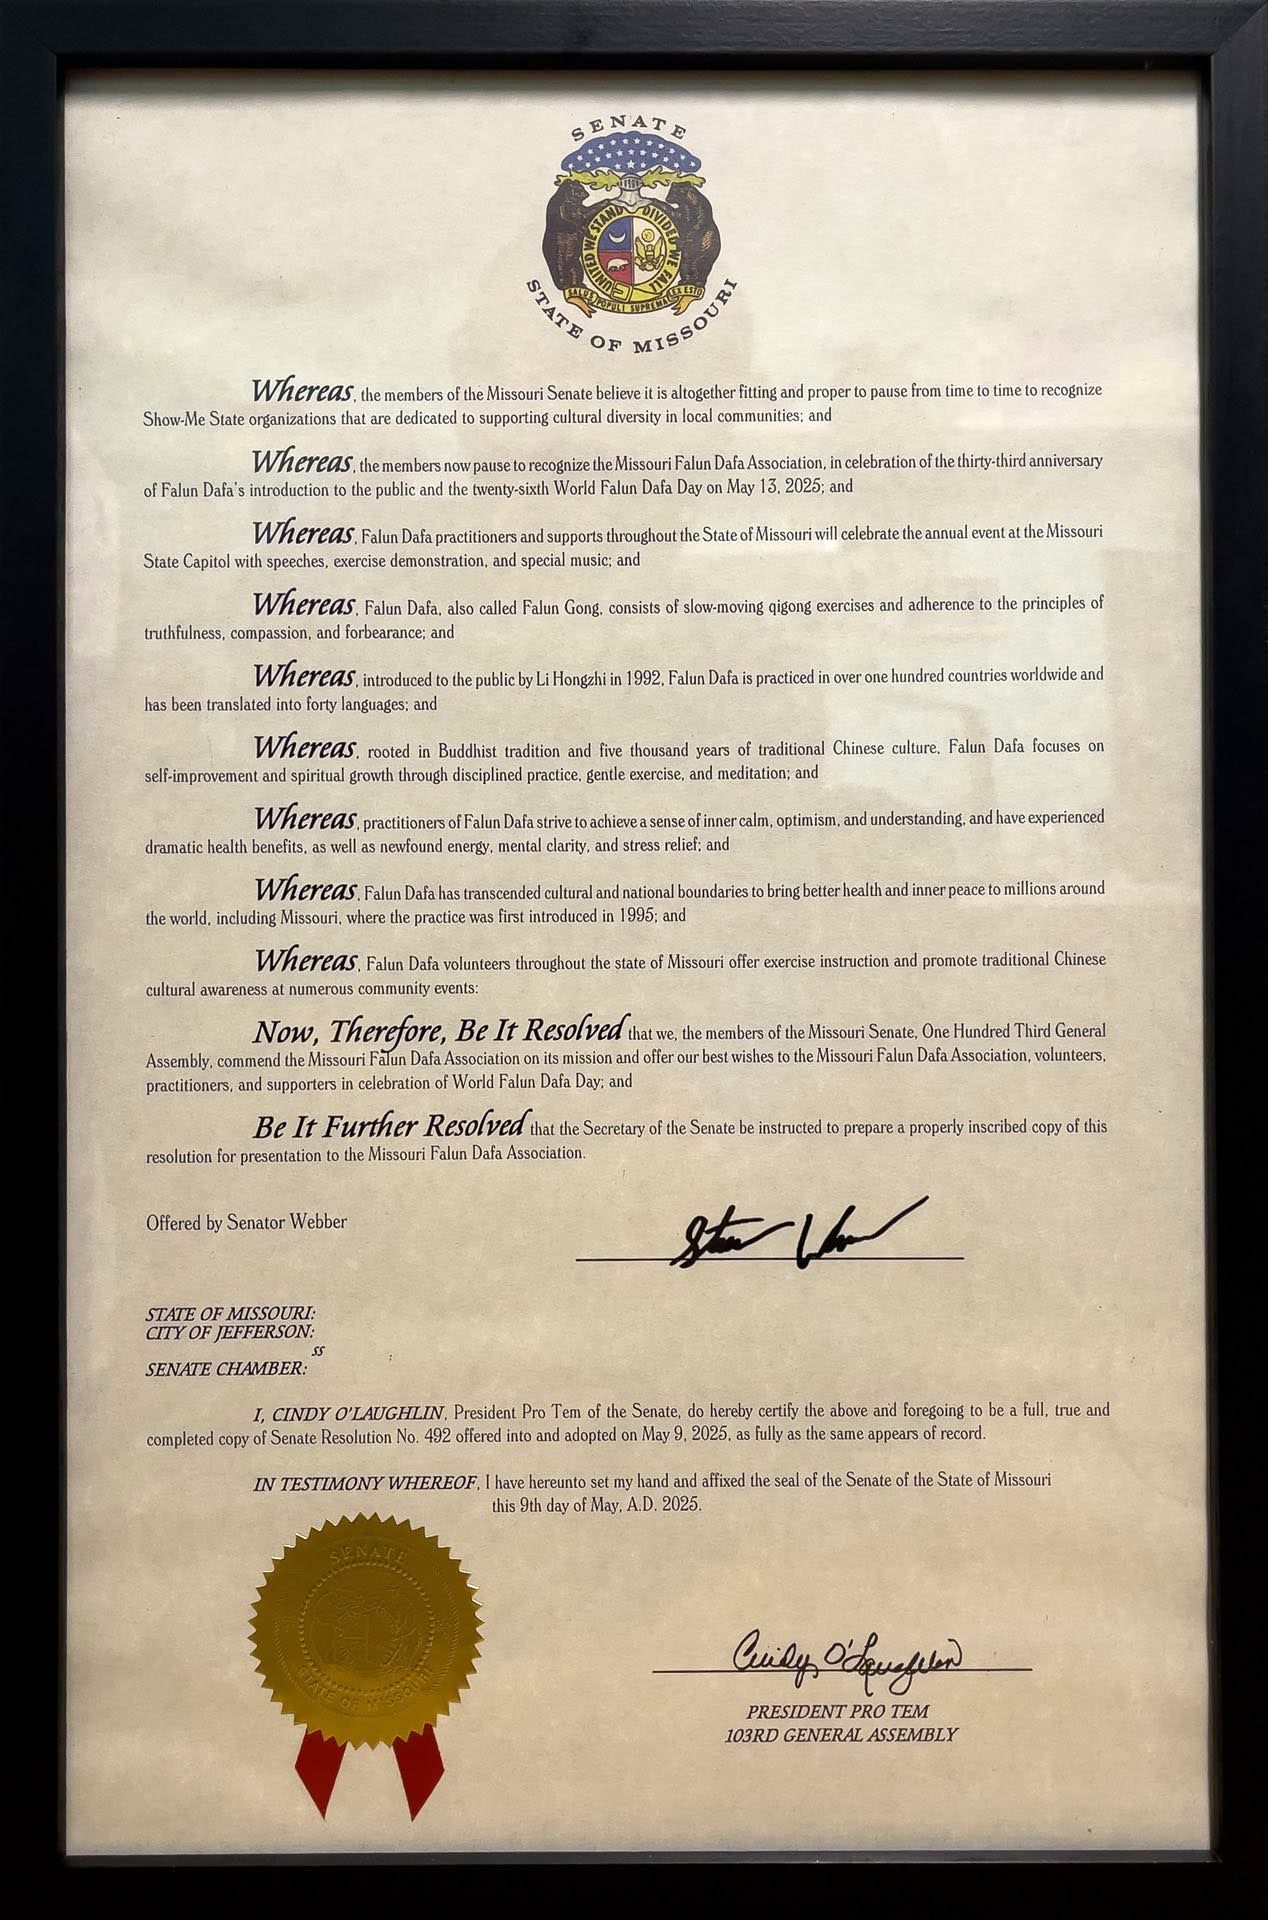 SENATE
UNITED WE STAND DIVIDED WE FALL
SALUS POPULI SUPREMA LEX ESTO
STATE OF MISSOURI
Whereas, the members of the Missouri Senate believe it is altogether fitting and proper to pause from time to time to recognize
Show-Me State organizations that are dedicated to supporting cultural diversity in local communities; and
Whereas, the members now pause to recognize the Missouri Falun Dafa Association, in celebration of the thirty-third anniversary
of Falun Dafa's introduction to the public and the twenty-sixth World Falun Dafa Day on May 13, 2025; and
Whereas, Falun Dafa practitioners and supports throughout the State of Missouri will celebrate the annual event at the Missouri
State Capitol with speeches, exercise demonstration, and special music; and
Whereas, Falun Dafa, also called Falun Gong, consists of slow-moving qigong exercises and adherence to the principles of
truthfulness, compassion, and forbearance; and
Whereas, introduced to the public by Li Hongzhi in 1992, Falun Dafa is practiced in over one hundred countries worldwide and
has been translated into forty languages; and
Whereas, rooted in Buddhist tradition and five thousand years of traditional Chinese culture, Falun Dafa focuses on
self-improvement and spiritual growth through disciplined practice, gentle exercise, and meditation; and
Whereas, practitioners of Falun Dafa strive to achieve a sense of inner calm, optimism, and understanding, and have experienced
dramatic health benefits, as well as newfound energy, mental clarity, and stress relief; and
Whereas, Falun Dafa has transcended cultural and national boundaries to bring better health and inner peace to millions around
the world, including Missouri, where the practice was first introduced in 1995; and
Whereas, Falun Dafa volunteers throughout the state of Missouri offer exercise instruction and promote traditional Chinese
cultural awareness at numerous community events:
Now, Therefore, Be It Resolved that we, the members of the Missouri Senate, One Hundred Third General
Assembly, commend the Missouri Falun Dafa Association on its mission and offer our best wishes to the Missouri Falun Dafa Association, volunteers,
practitioners, and supporters in celebration of World Falun Dafa Day; and
Be It Further Resolved that the Secretary of the Senate be instructed to prepare a properly inscribed copy of this
resolution for presentation to the Missouri Falun Dafa Association.
Offered by Senator Webber
STATE OF MISSOURI:
CITY OF JEFFERSON:
ss
SENATE CHAMBER:
I, CINDY O'LAUGHLIN, President Pro Tem of the Senate, do hereby certify the above and foregoing to be a full, true and
completed copy of Senate Resolution No. 492 offered into and adopted on May 9, 2025, as fully as the same appears of record.
IN TESTIMONY WHEREOF, I have hereunto set my hand and affixed the seal of the Senate of the State of Missouri
this 9th day of May, A.D. 2025.
SENATE
STATE OF MISSOURI
Cindy O'Laughlin
PRESIDENT PRO TEM
103RD GENERAL ASSEMBLY